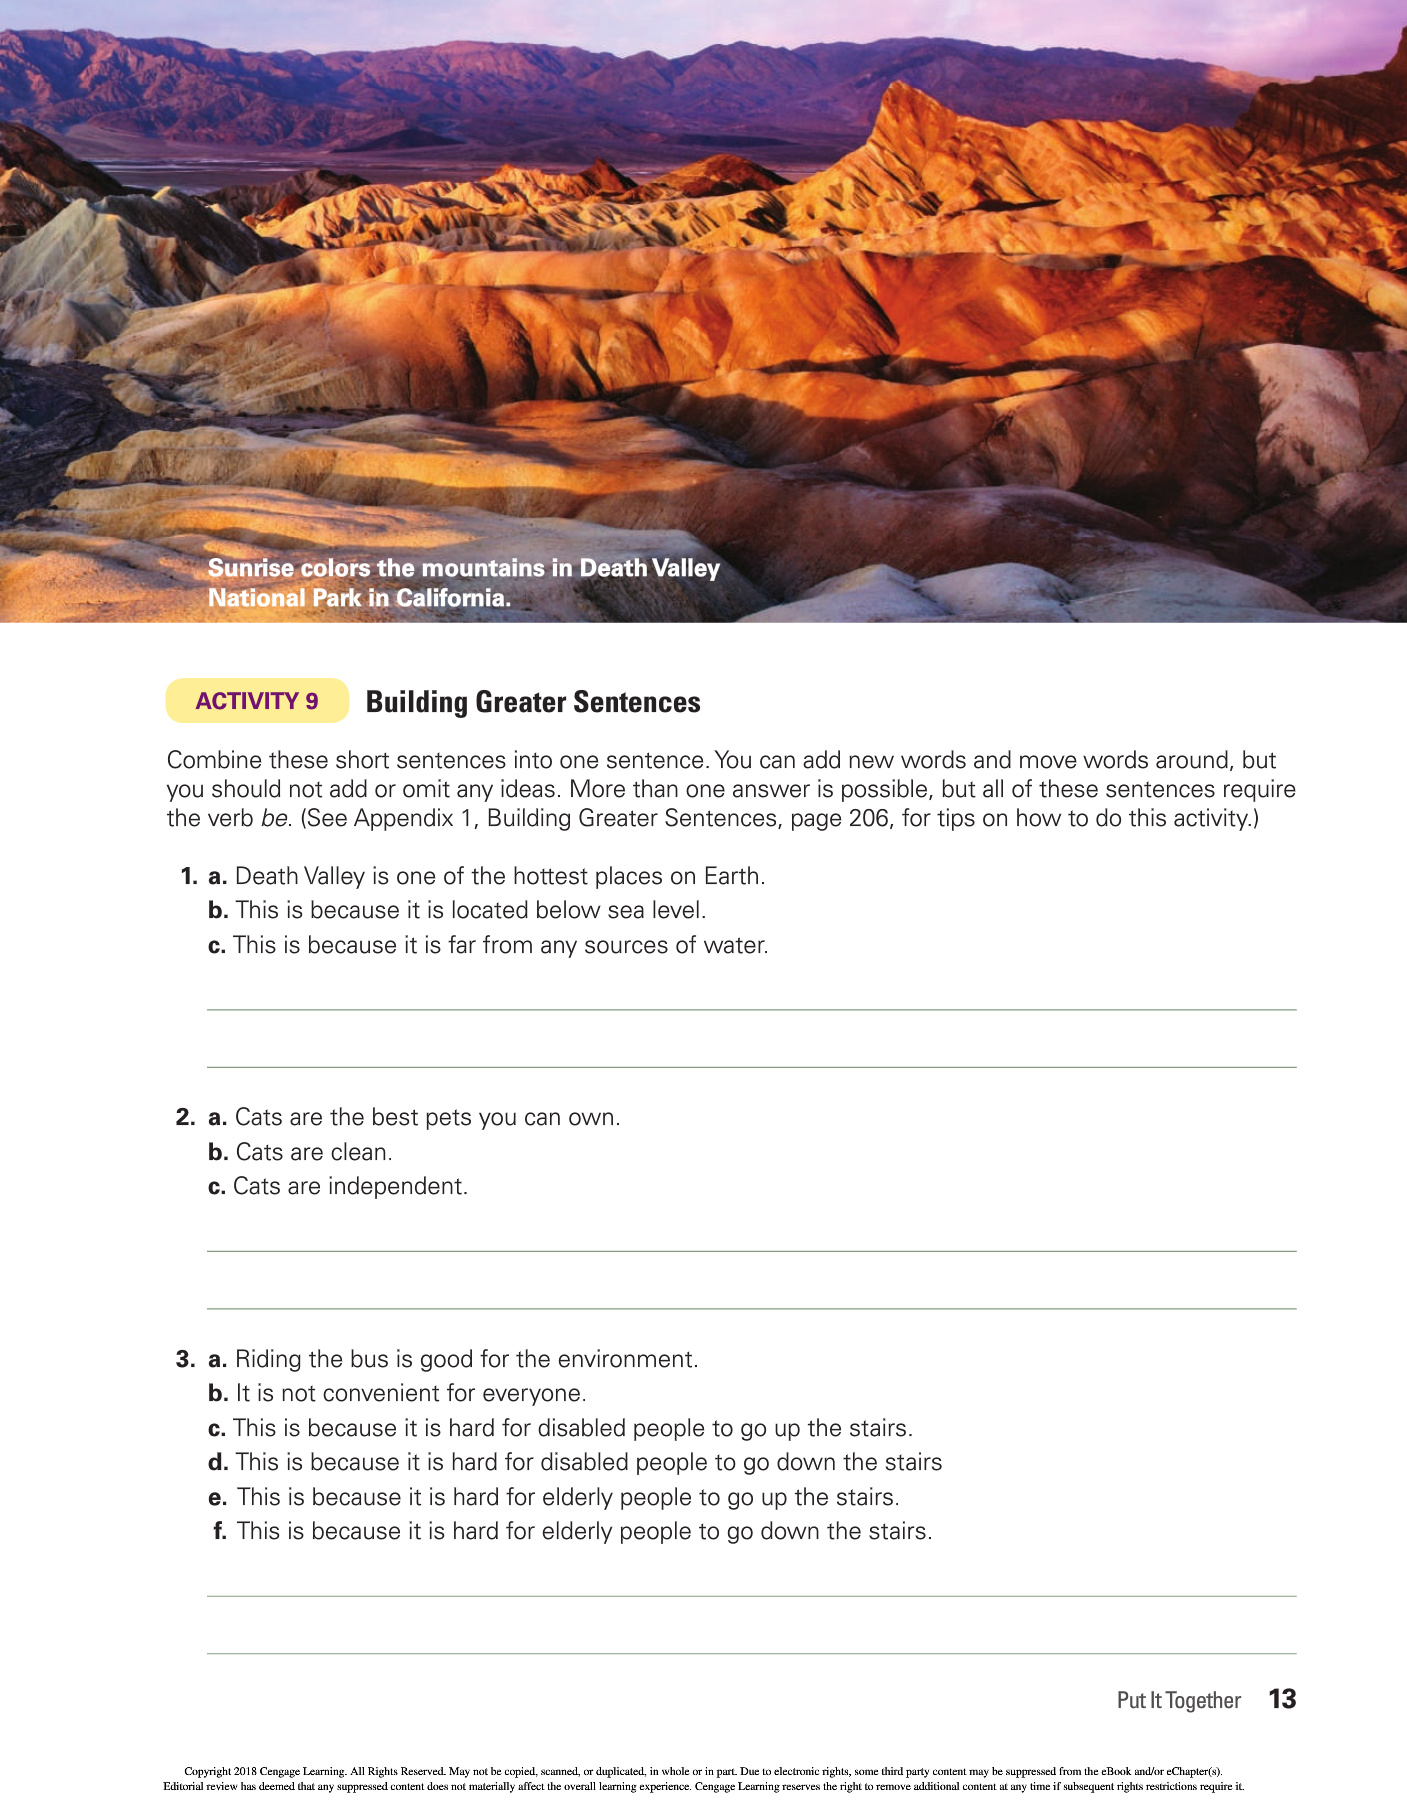 Sunrise colors the mountains in Death Valley
National Park in California.
ACTIVITY 9 Building Greater Sentences
Combine these short sentences into one sentence. You can add new words and move words around, but
you should not add or omit any ideas. More than one answer is possible, but all of these sentences require
the verb be. (See Appendix 1, Building Greater Sentences, page 206, for tips on how to do this activity.)
1. a. Death Valley is one of the hottest places on Earth.
b. This is because it is located below sea level.
c. This is because it is far from any sources of water.
2. a. Cats are the best pets you can own.
b. Cats are clean.
c. Cats are independent.
3. a. Riding the bus is good for the environment.
b. It is not convenient for everyone.
c. This is because it is hard for disabled people to go up the stairs.
d. This is because it is hard for disabled people to go down the stairs
e. This is because it is hard for elderly people to go up the stairs.
f. This is because it is hard for elderly people to go down the stairs.
Put It Together 13
Copyright 2018 Cengage Learning. All Rights Reserved. May not be copied, scanned, or duplicated, in whole or in part. Due to electronic rights, some third party content may be suppressed from the eBook and/or eChapter(s).
Editorial review has deemed that any suppressed content does not materially affect the overall learning experience. Cengage Learning reserves the right to remove additional content at any time if subsequent rights restrictions require it.